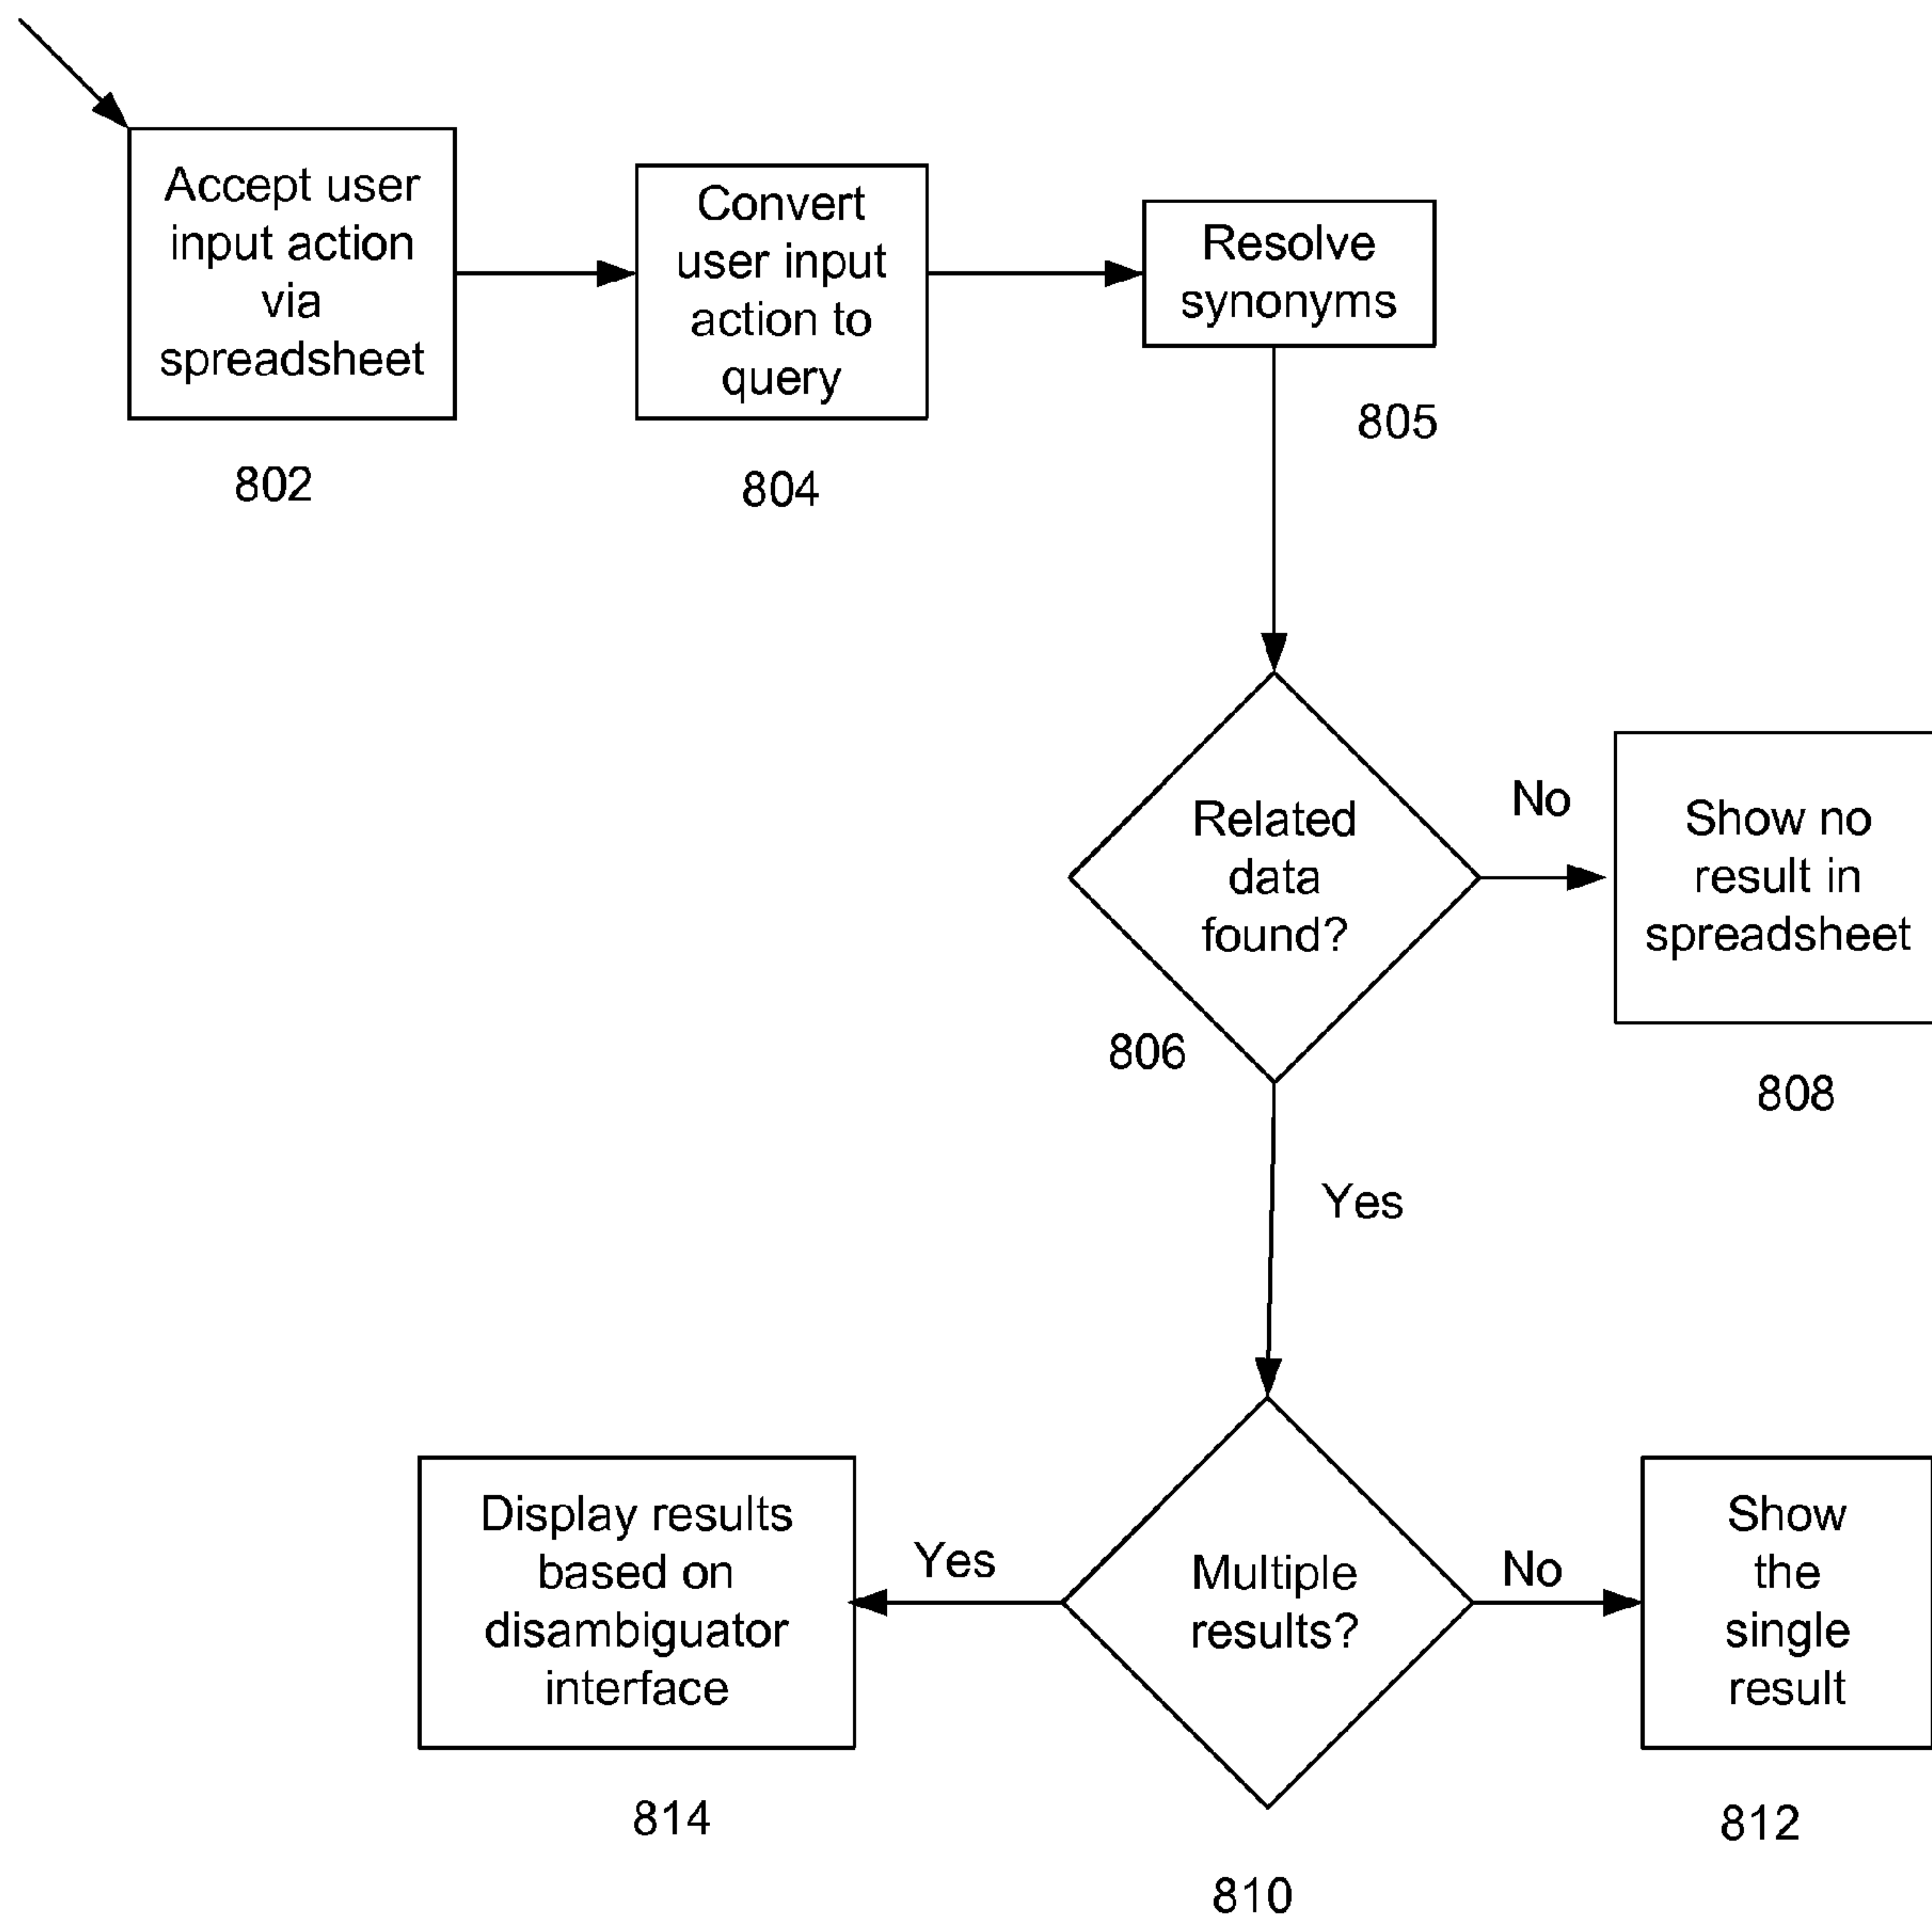 Accept user
input action
via
spreadsheet
802
Convert
user input
action to
query
804
Resolve
synonyms
805
Related
data
found?
806
No
Show no
result in
spreadsheet
808
Yes
Multiple
results?
810
Yes
Display results
based on
disambiguator
interface
814
No
Show
the
single
result
812